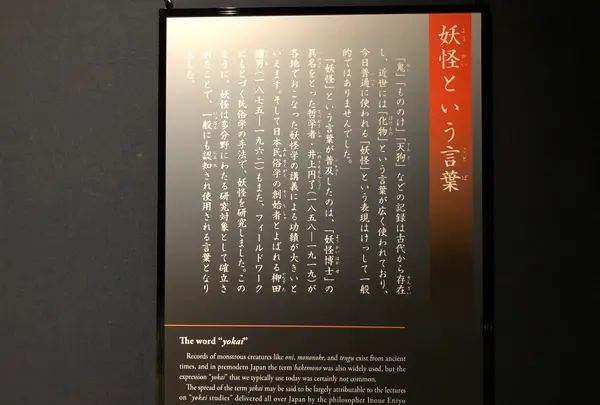 妖怪という言葉
『鬼』『もののけ』『天狗』などの記録は古代から存在
し、近世には『化物』という言葉が広く使われており、
今日普通に使われる『妖怪』という表現はけっして一般
的ではありませんでした。
『妖怪』という言葉が普及したのは、『妖怪博士』の
異名をとった哲学者・井上円了(一八五八―一九一九)が
各地でおこなった妖怪学の講義による功績が大きいと
いえます。そして日本民俗学の創始者とよばれる柳田
國男(一八七五―一九六二)もまた、フィールドワーク
にもとづく民俗学の手法で、妖怪を研究しました。この
ように、妖怪は多分野にわたる研究対象として確立さ
れたことで、一般にも認知され使用される言葉となり
ました。
The word “yokai”
Records of monstrous creatures like oni, mononoke, and tengu exist from ancient
times, and in premodern Japan the term bakemono was also widely used, but the
expression “yokai” that we typically use today was certainly not common.
The spread of the term yokai may be said to be largely attributable to the lectures
on “yokai studies” delivered all over Japan by the philosopher Inoue Enryo